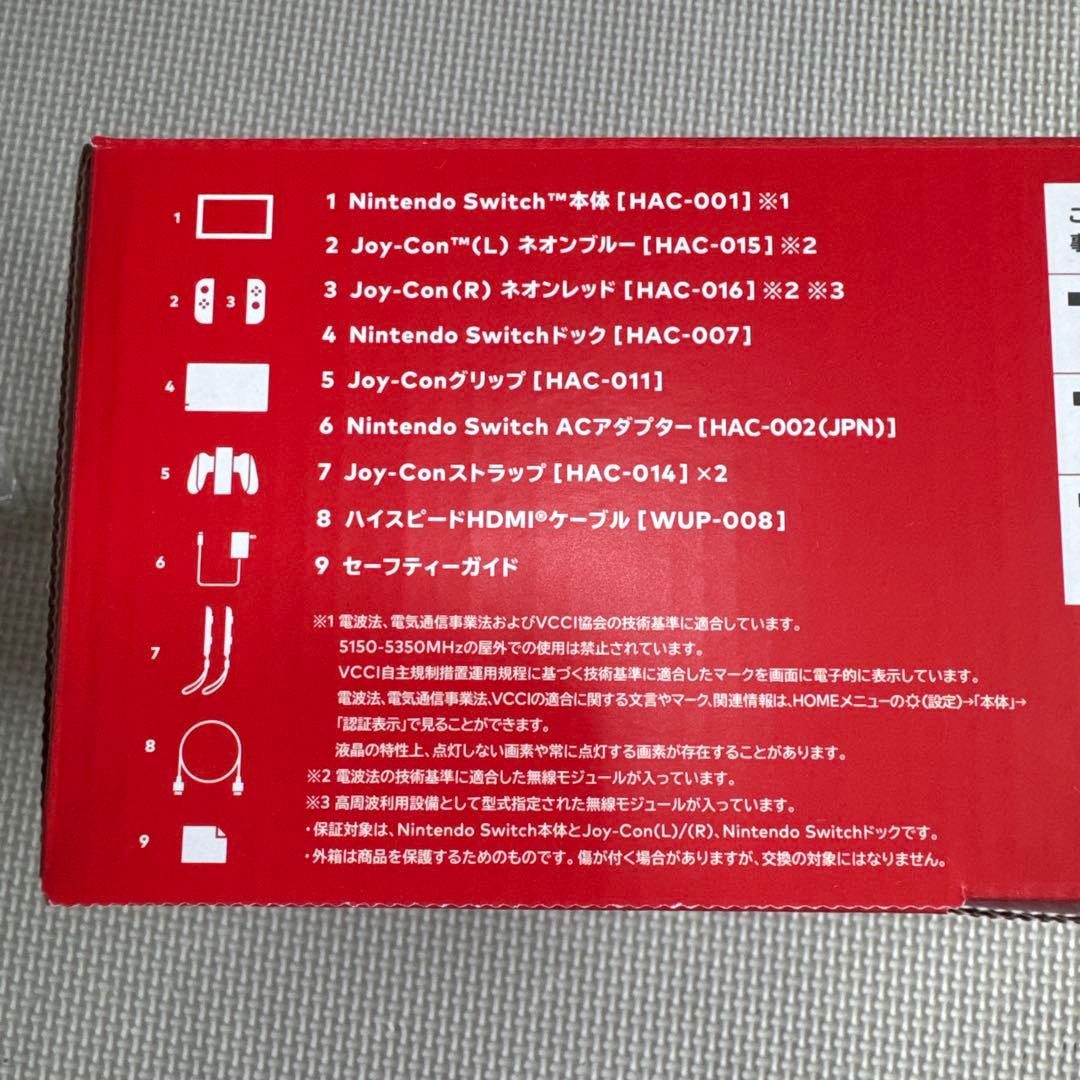 1 Nintendo Switch™本体［HAC-001］※1
2 Joy-Con™(L) ネオンブルー［HAC-015］※2
3 Joy-Con(R) ネオンレッド［HAC-016］※2 ※3
4 Nintendo Switchドック［HAC-007］
5 Joy-Conグリップ［HAC-011］
6 Nintendo Switch ACアダプター［HAC-002(JPN)］
7 Joy-Conストラップ［HAC-014］×2
8 ハイスピードHDMI®ケーブル［WUP-008］
9 セーフティーガイド
※1 電波法、電気通信事業法およびVCCI協会の技術基準に適合しています。
5150-5350MHzの屋外での使用は禁止されています。
VCCI自主規制措置運用規程に基づく技術基準に適合したマークを画面に電子的に表示しています。
電波法、電気通信事業法、VCCIの適合に関する文言やマーク、関連情報は、HOMEメニューの(設定)→「本体」→
「認証表示」で見ることができます。
液晶の特性上、点灯しない画素や常に点灯する画素が存在することがあります。
※2 電波法の技術基準に適合した無線モジュールが入っています。
※3 高周波利用設備として型式指定された無線モジュールが入っています。
・保証対象は、Nintendo Switch本体とJoy-Con(L)/(R)、Nintendo Switchドックです。
・外箱は商品を保護するためのものです。傷が付く場合がありますが、交換の対象にはなりません。
1
2
3
4
5
6
7
8
9